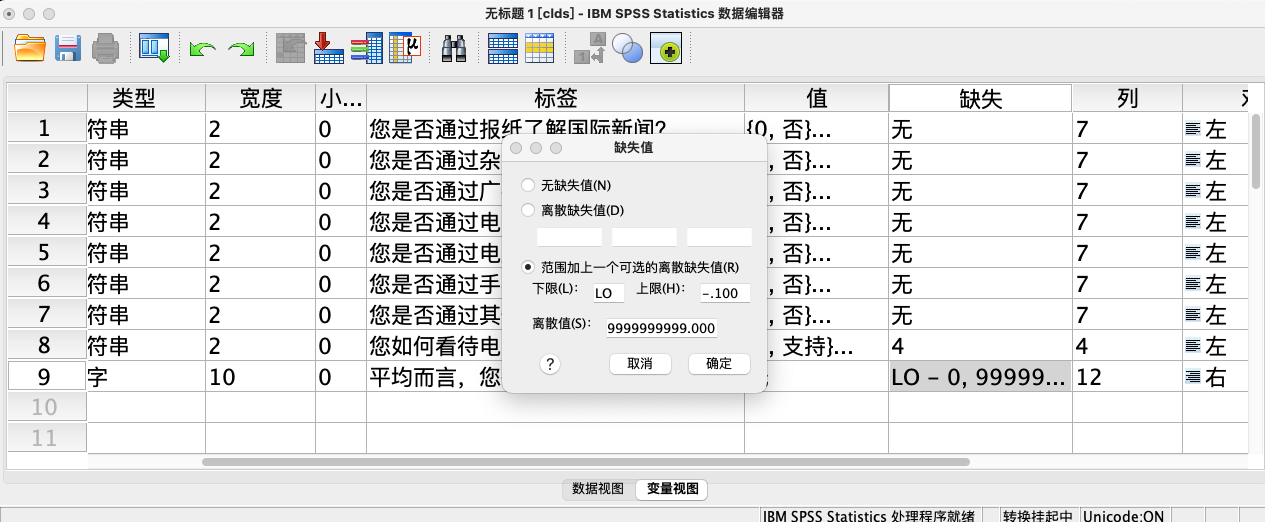 无标题 1 [clds] - IBM SPSS Statistics 数据编辑器
类型 宽度 小... 标签 值 缺失 列
1 符串 2 0 您是否通过报纸了解国际新闻? {0, 否}... 无 7 左
2 符串 2 0 您是否通过杂 , 否}... 无 7 左
3 符串 2 0 您是否通过广 , 否}... 无 7 左
4 符串 2 0 您是否通过电 , 否}... 无 7 左
5 符串 2 0 您是否通过电 , 否}... 无 7 左
6 符串 2 0 您是否通过手 , 否}... 无 7 左
7 符串 2 0 您是否通过其 , 否}... 无 7 左
8 符串 2 0 您如何看待电 , 支持}... 4 4 左
9 字 10 0 平均而言，您 LO - 0, 99999... 12 右
10
11
缺失值
无缺失值(N)
离散缺失值(D)
范围加上一个可选的离散缺失值(R)
下限(L): LO 上限(H): -.100
离散值(S): 9999999999.000
? 取消 确定
数据视图 变量视图
IBM SPSS Statistics 处理程序就绪 转换挂起中 Unicode:ON